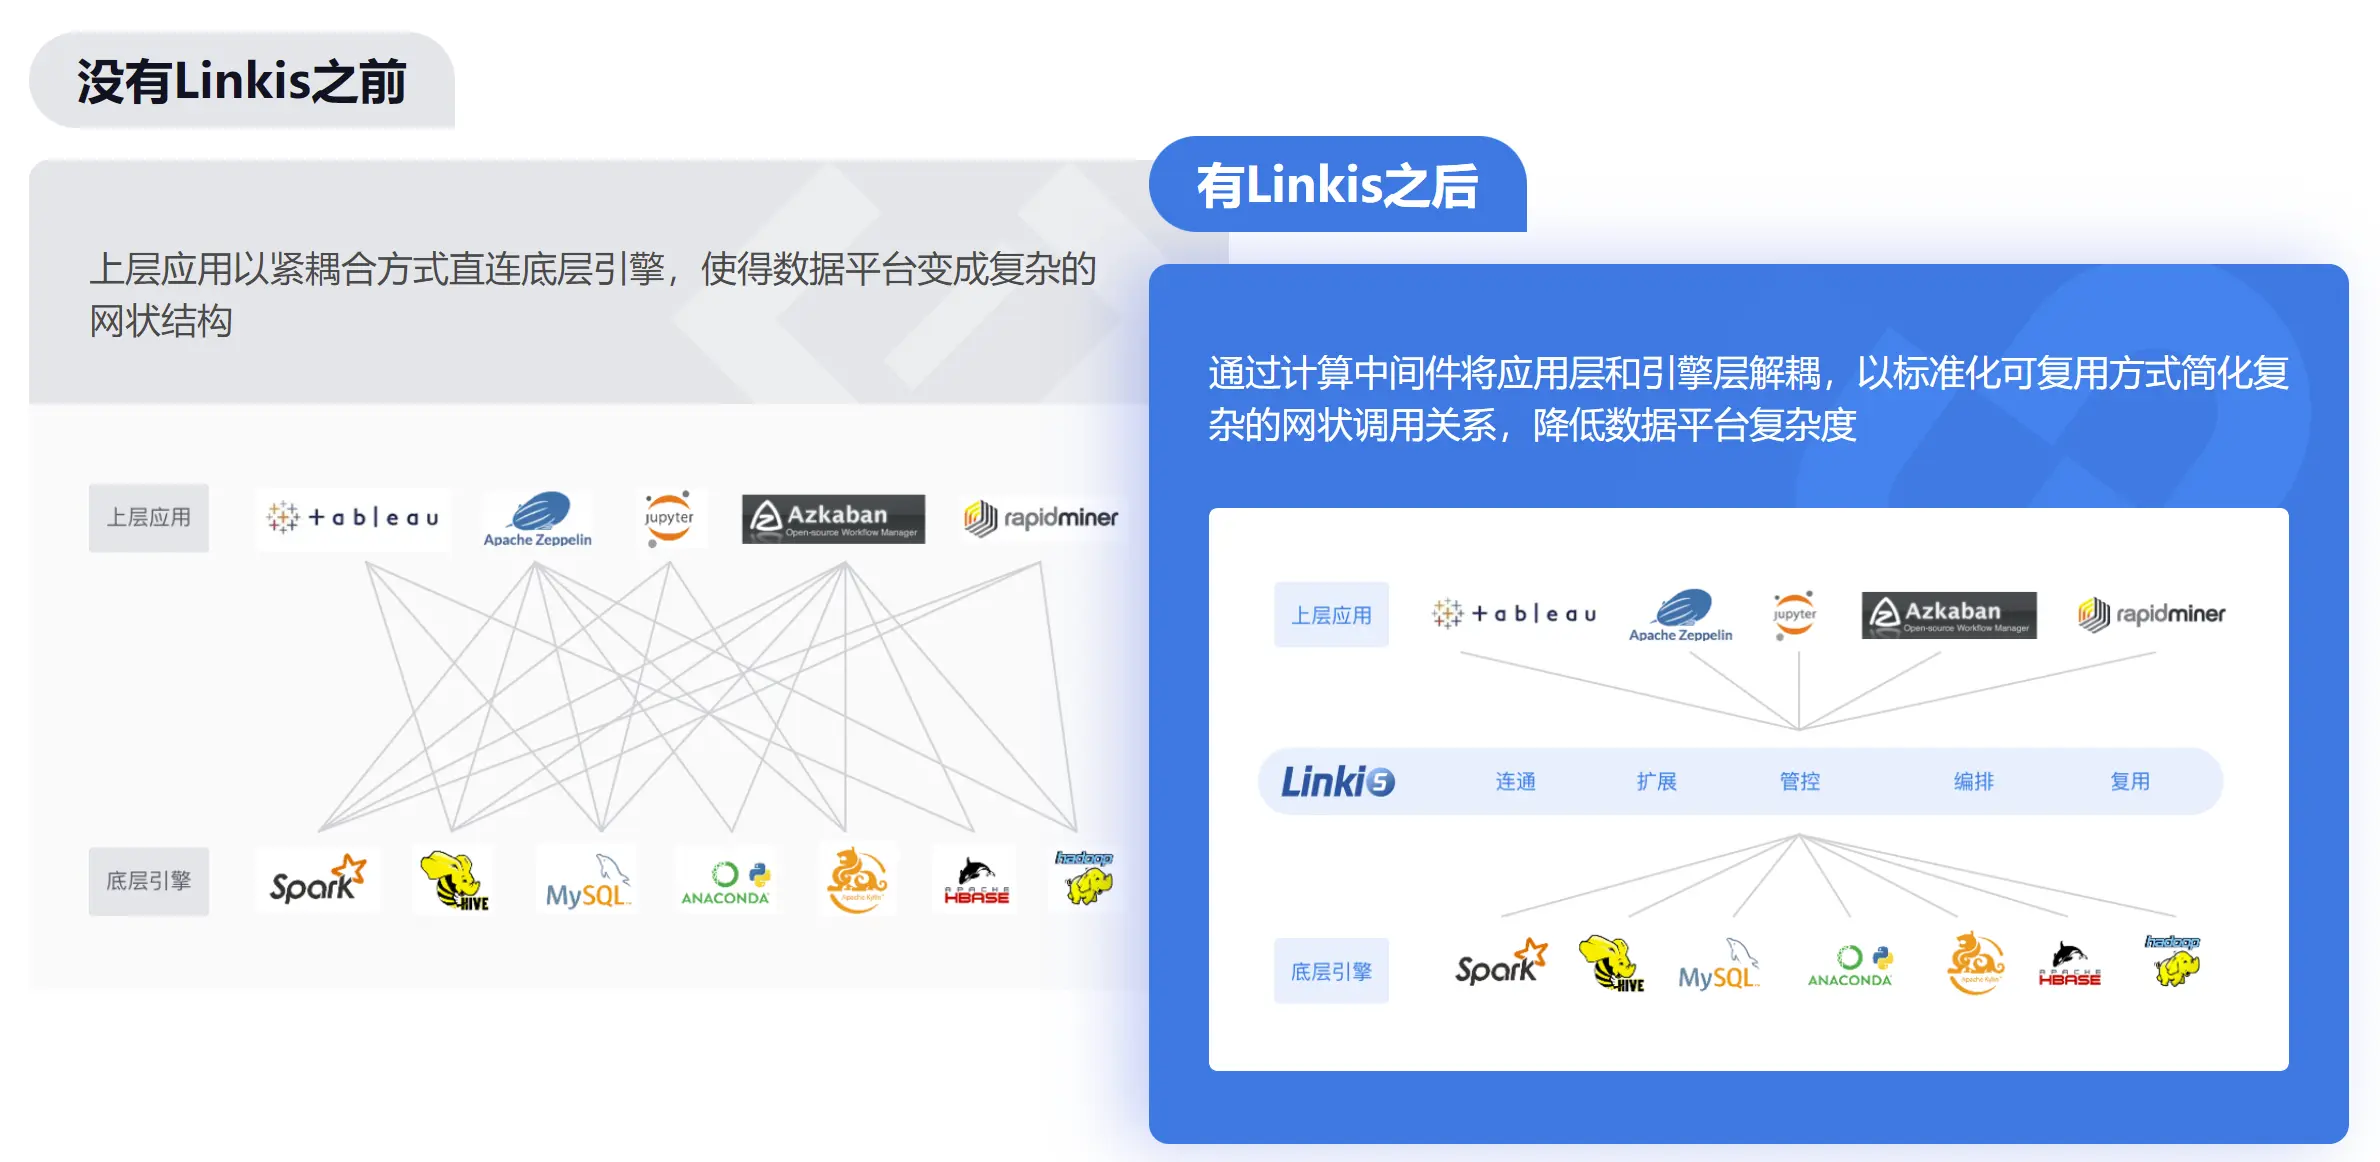 没有Linkis之前
上层应用以紧耦合方式直连底层引擎，使得数据平台变成复杂的
网状结构
上层应用
+ableau
Apache Zeppelin
jupyter
Azkaban
Open-source Workflow Manager
rapidminer
底层引擎
Spark
HIVE
MySQL
ANACONDA
Apache Kylin
APACHE
HBASE
hadoop
有Linkis之后
通过计算中间件将应用层和引擎层解耦，以标准化可复用方式简化复
杂的网状调用关系，降低数据平台复杂度
上层应用
+ableau
Apache Zeppelin
jupyter
Azkaban
Open-source Workflow Manager
rapidminer
Linkis
连通
扩展
管控
编排
复用
底层引擎
Spark
HIVE
MySQL
ANACONDA
Apache Kylin
APACHE
HBASE
hadoop